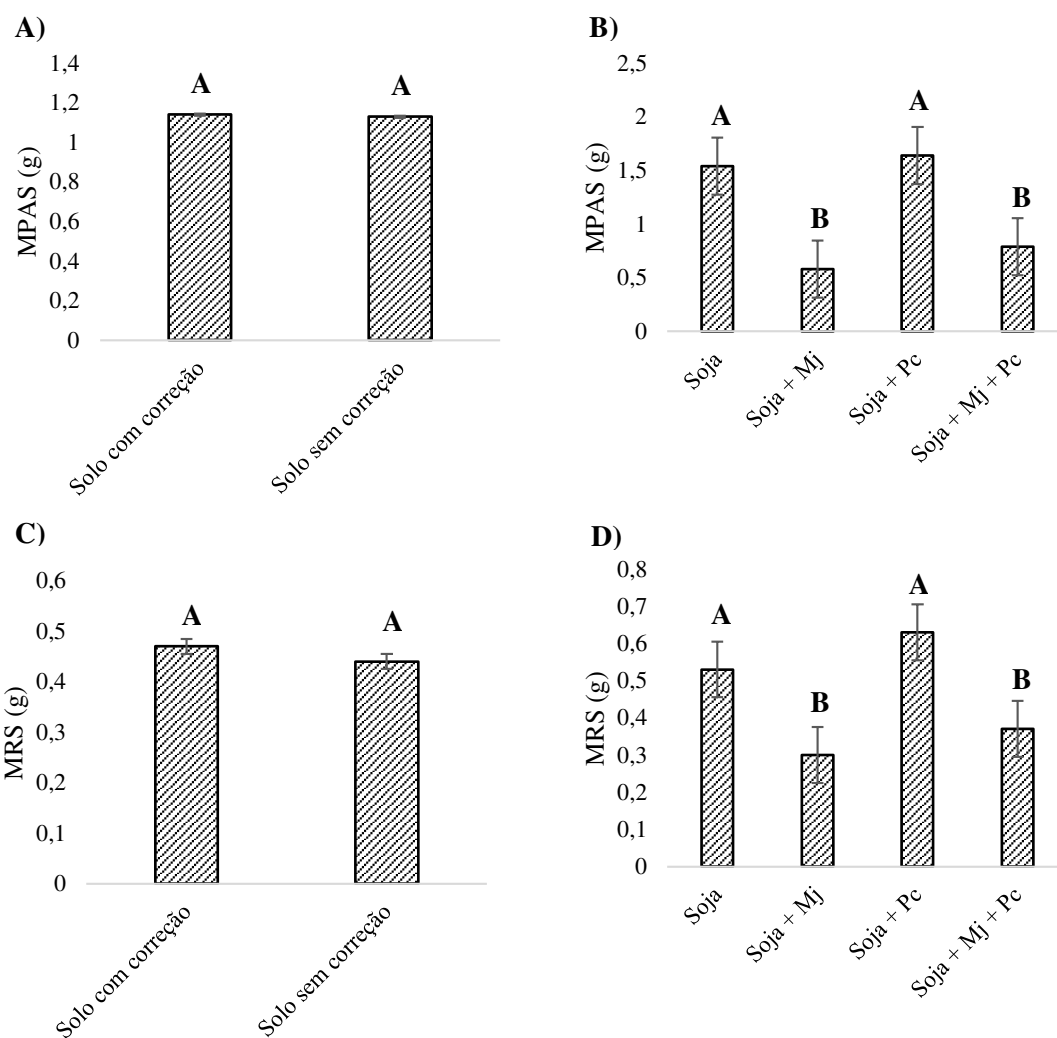 A)
MPAS (g)
1,4
1,2
1
0,8
0,6
0,4
0,2
0
A
A
Solo com correção
Solo sem correção
B)
MPAS (g)
2,5
2
1,5
1
0,5
0
A
B
A
B
Soja
Soja + Mj
Soja + Pc
Soja + Mj + Pc
C)
MRS (g)
0,6
0,5
0,4
0,3
0,2
0,1
0
A
A
Solo com correção
Solo sem correção
D)
MRS (g)
0,8
0,7
0,6
0,5
0,4
0,3
0,2
0,1
0
A
B
A
B
Soja
Soja + Mj
Soja + Pc
Soja + Mj + Pc